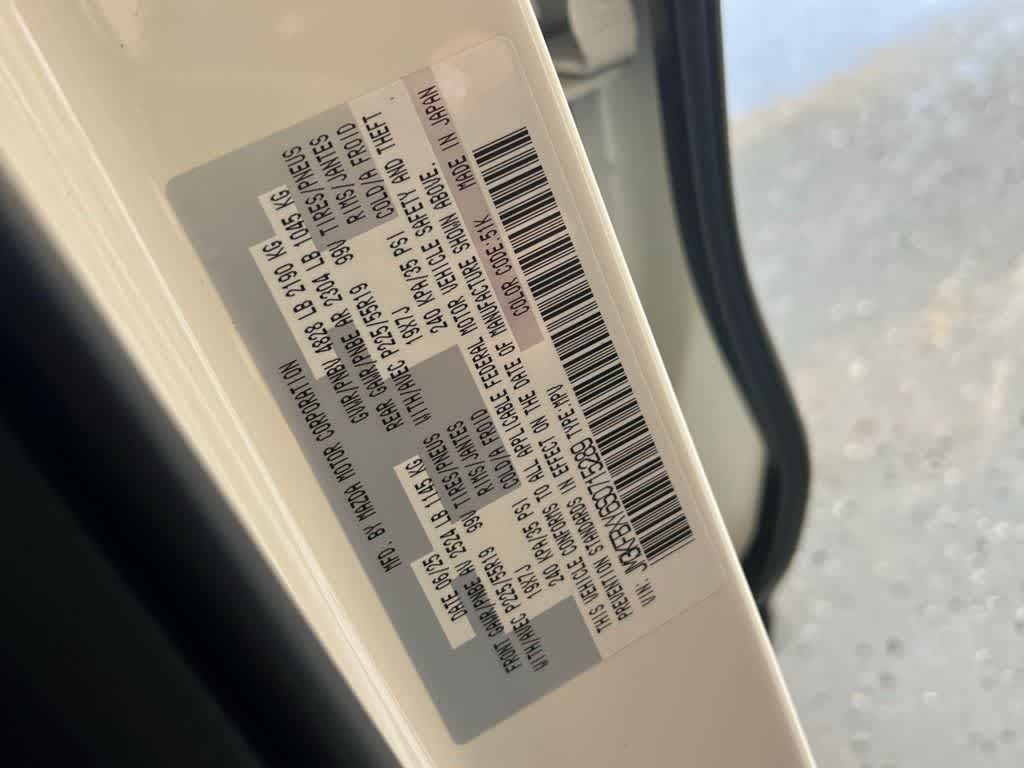 MFD. BY MAZDA MOTOR CORPORATION
DATE 06/25 GVWR/PNBV 4828 LB 2190 KG
FRONT GAWR/PNBE AV 2524 LB 1145 KG REAR GAWR/PNBE AR 2304 LB 1045 KG
WITH/AVEC P225/55R19 99V TIRES/PNEUS WITH/AVEC P225/55R19 99V TIRES/PNEUS
19X7J RIMS/JANTES 19X7J RIMS/JANTES
240 KPA/35 PSI COLD/A FROID 240 KPA/35 PSI COLD/A FROID
THIS VEHICLE CONFORMS TO ALL APPLICABLE FEDERAL MOTOR VEHICLE SAFETY AND THEFT
PREVENTION STANDARDS IN EFFECT ON THE DATE OF MANUFACTURE SHOWN ABOVE.
VIN: TYPE:MPV COLOR CODE:51K MADE IN JAPAN